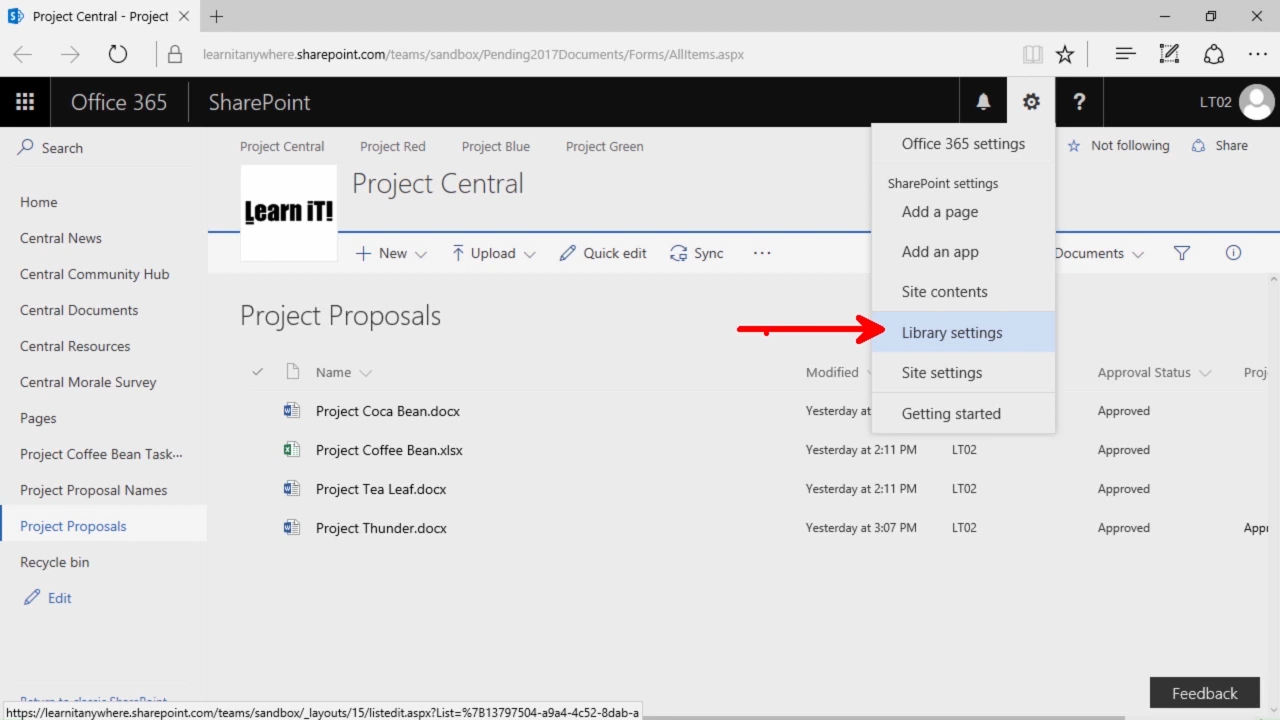 Project Central - Project
learnitanywhere.sharepoint.com/teams/sandbox/Pending2017Documents/Forms/AllItems.aspx
Office 365 SharePoint ? LT02
Search
Project Central Project Red Project Blue Project Green
Not following Share
Learn iT!
Project Central
Home
Central News
Central Community Hub
Central Documents
Central Resources
Central Morale Survey
Pages
Project Coffee Bean Task...
Project Proposal Names
Project Proposals
Recycle bin
Edit
New Upload Quick edit Sync ... Documents
Office 365 settings
SharePoint settings
Add a page
Add an app
Site contents
Library settings
Site settings
Getting started
Project Proposals
Name Modified Approval Status Proj
Project Coca Bean.docx Yesterday at Approved
Project Coffee Bean.xlsx Yesterday at 2:11 PM LT02 Approved
Project Tea Leaf.docx Yesterday at 2:11 PM LT02 Approved
Project Thunder.docx Yesterday at 3:07 PM LT02 Approved Appr
Return to classic SharePoint
Feedback
https://learnitanywhere.sharepoint.com/teams/sandbox/_layouts/15/listedit.aspx?List=%7B13797504-a9a4-4c52-8dab-a